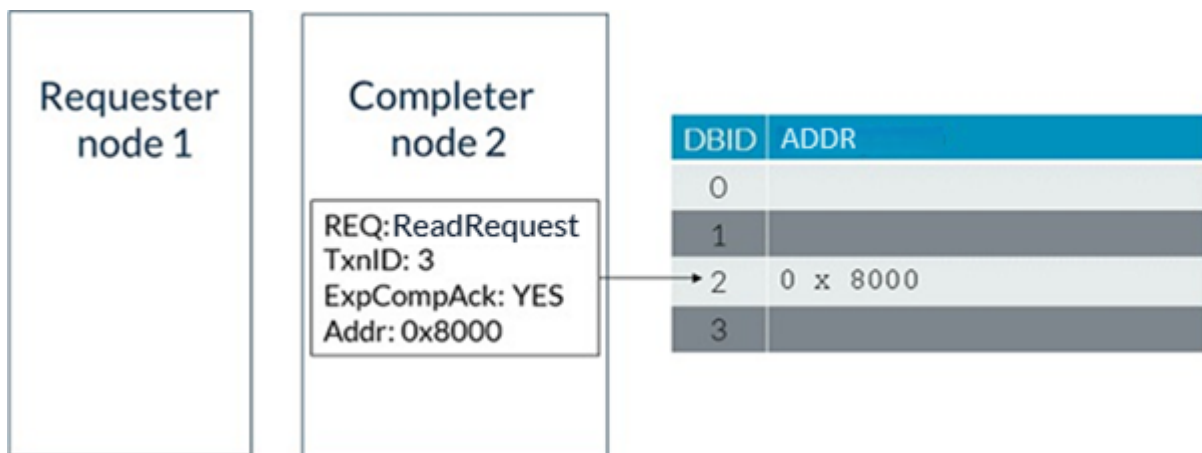 Requester
node 1
Completer
node 2
REQ:ReadRequest
TxnID: 3
ExpCompAck: YES
Addr: 0x8000
DBID ADDR
0
1
2 0 x 8000
3